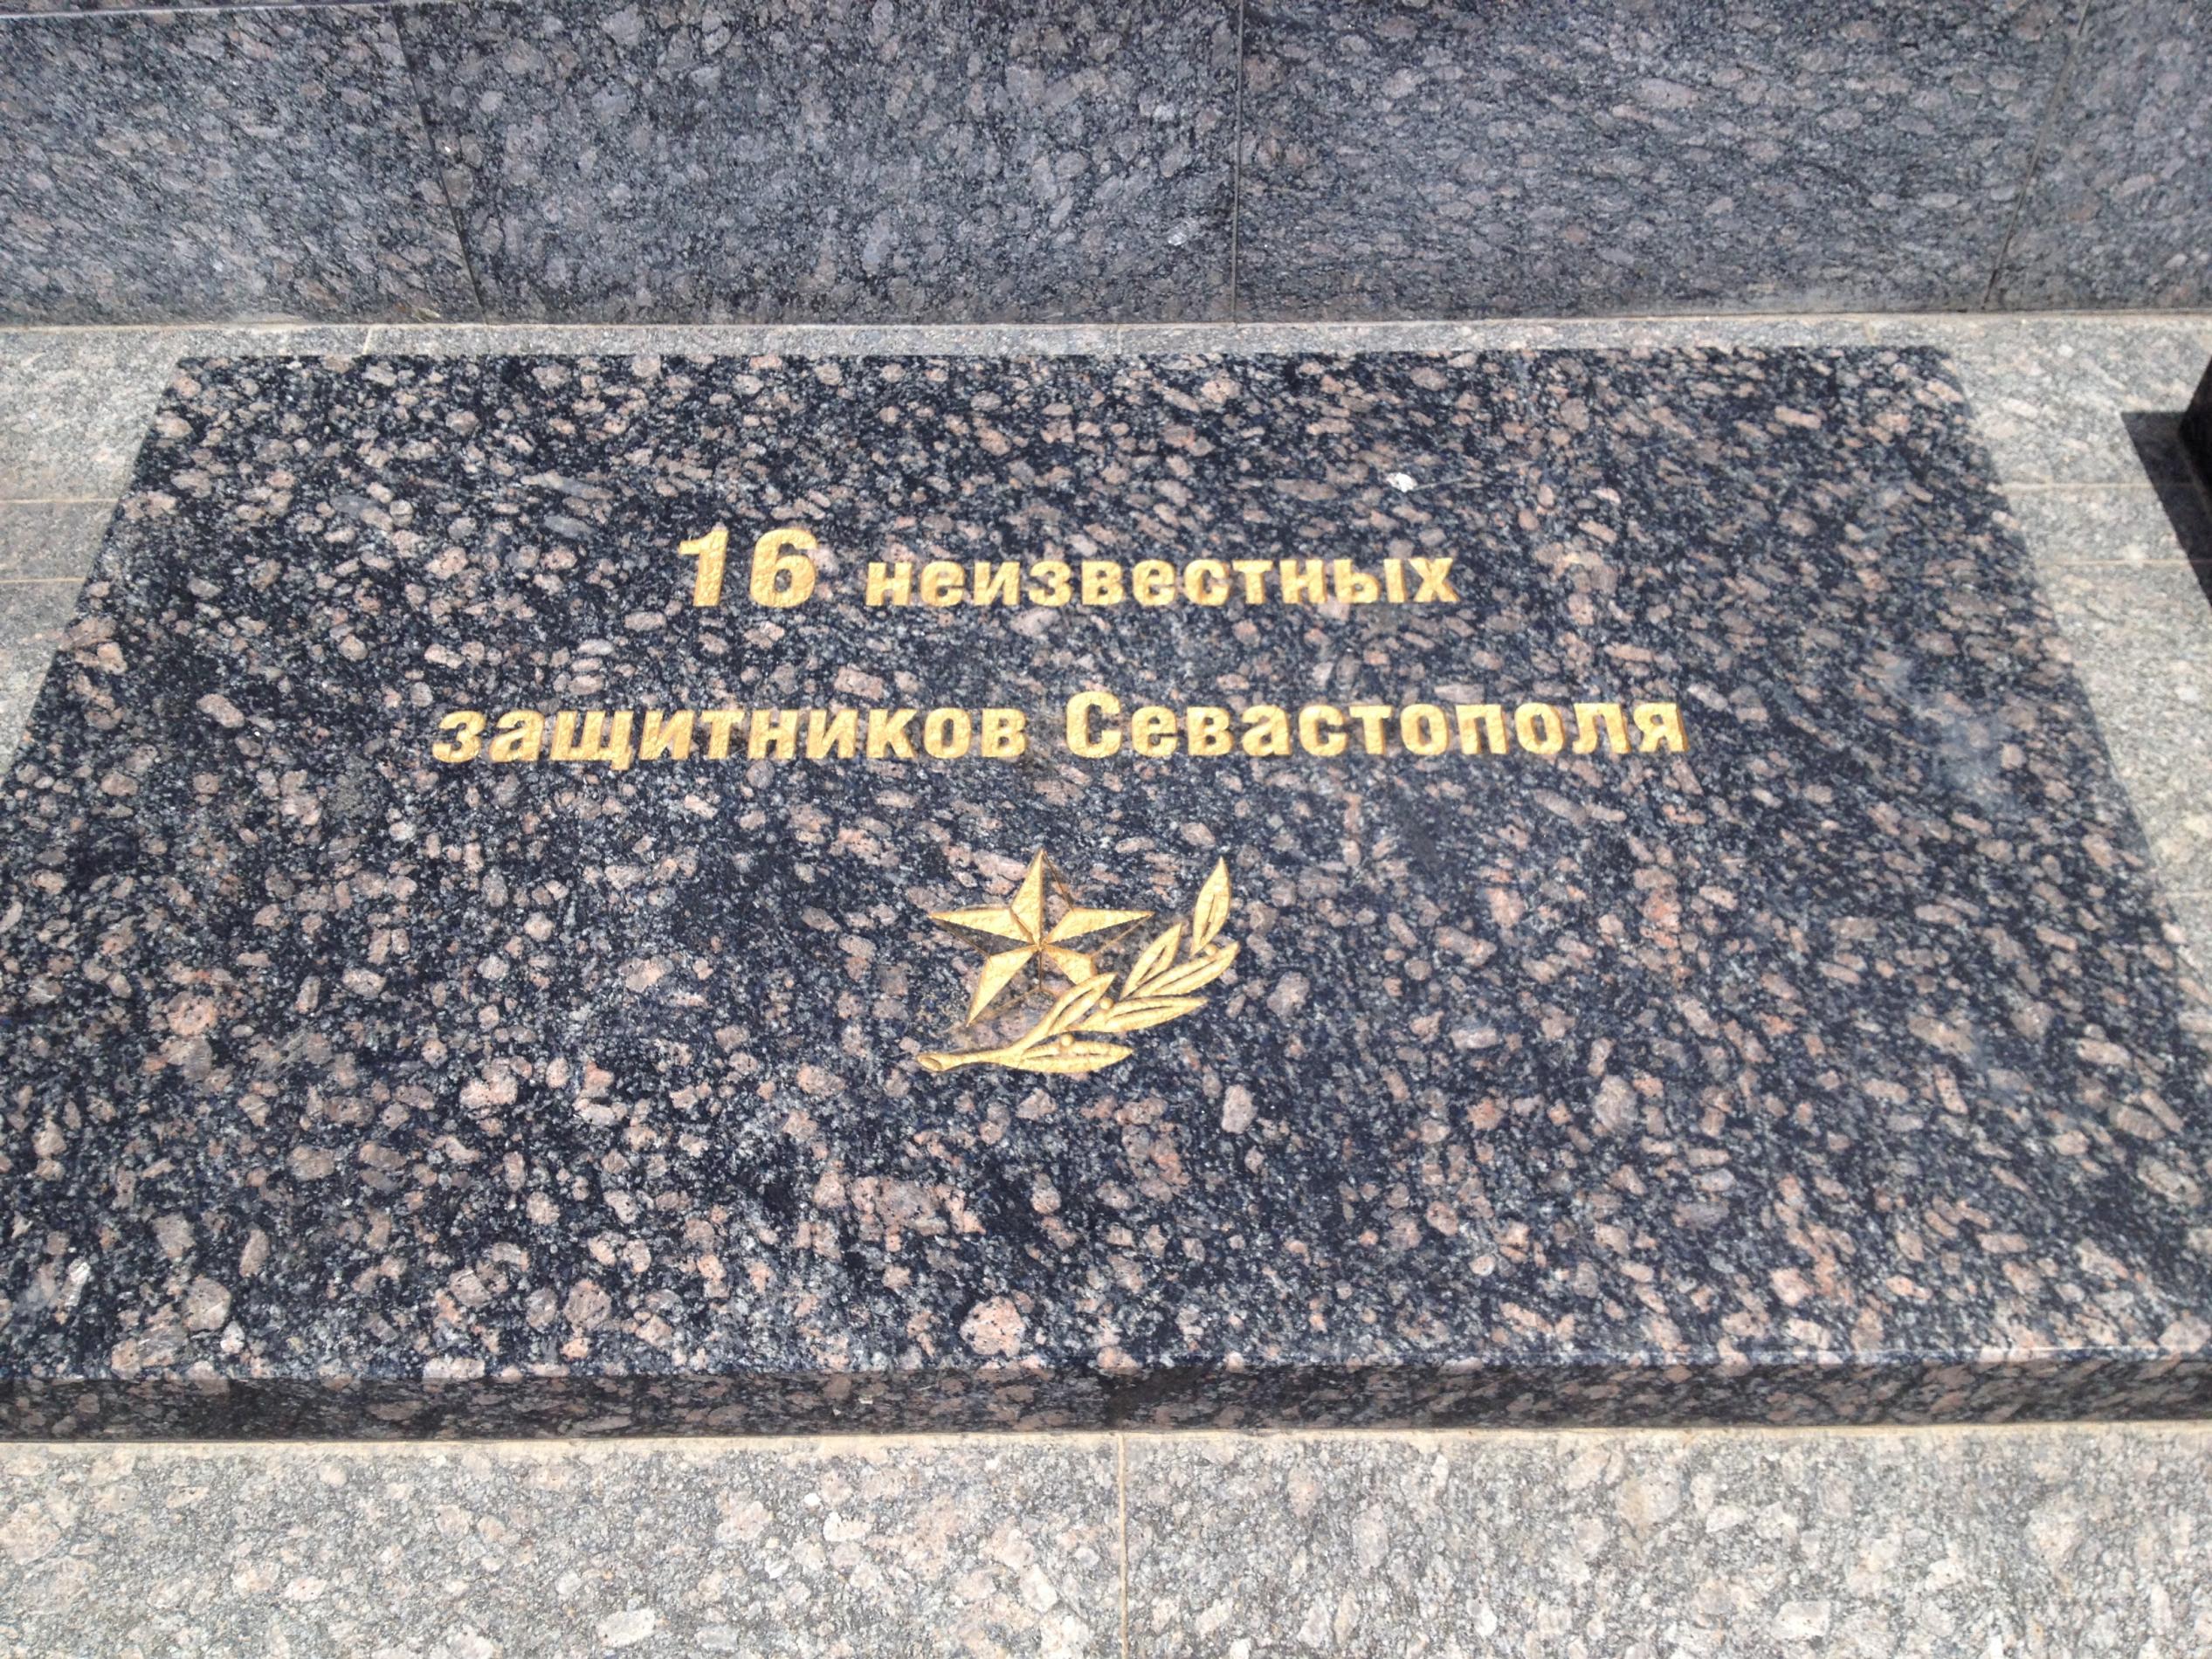 16 неизвестных
защитников Севастополя